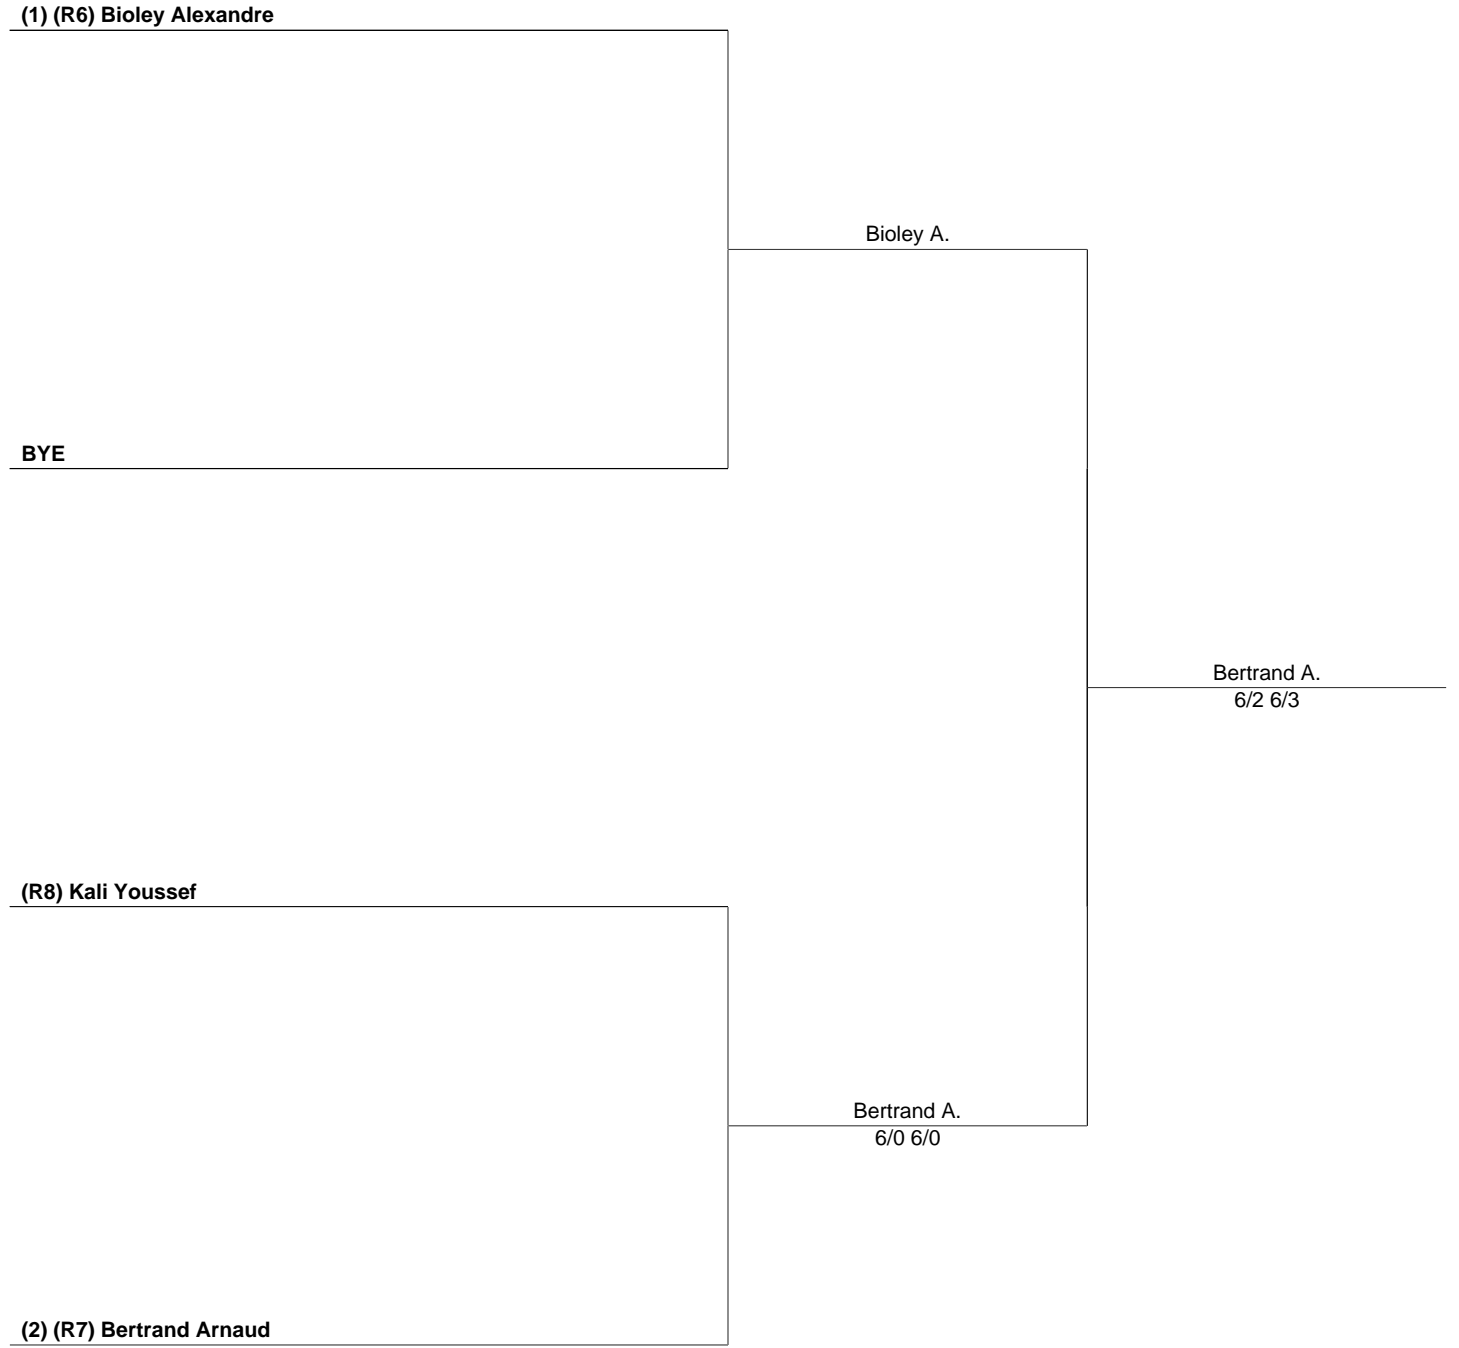 (1) (R6) Bioley Alexandre
Bioley A.
BYE
Bertrand A.
6/2 6/3
(R8) Kali Youssef
Bertrand A.
6/0 6/0
(2) (R7) Bertrand Arnaud